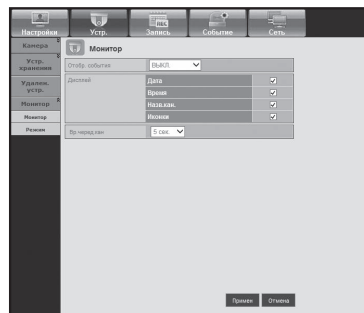 Настройки Устр. Запись Событие Сеть
REC
Камера
Устр. хранения
Удален. устр.
Монитор
Монитор
Режим
Монитор
Отобр. события ВЫКЛ.
Дисплей Дата
Время
Назв.кан.
Иконки
Вр перед.кан 5 сек.
Примен Отмена